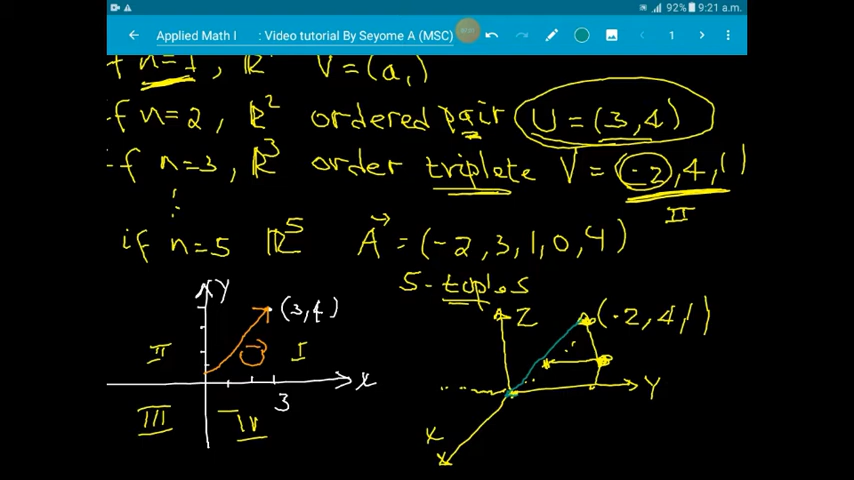 92% 9:21 a.m.
Applied Math I : Video tutorial By Seyome A (MSC)
1
f n=1, ℝ V=(a,)
if n=2, ℝ² ordered pair U=(3,4)
if n=3, ℝ³ order triplete V=(-2,4,1)
II
if n=5 ℝ⁵ A⃗=(-2,3,1,0,4)
5-tuples
Y
(3,4)
Z
(-2,4,1)
II
I
X
Y
3
III
IV
X